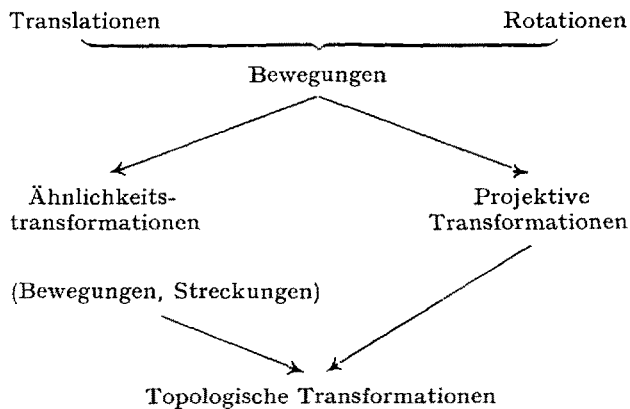 Translationen Rotationen
Bewegungen
Ähnlichkeits- Projektive
transformationen Transformationen
(Bewegungen, Streckungen)
Topologische Transformationen